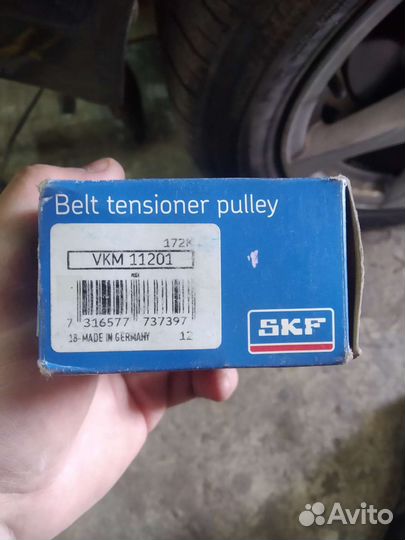 Belt tensioner pulley
172K
VKM 11201
7 316577 737397
18-MADE IN GERMANY 12
SKF
Avito